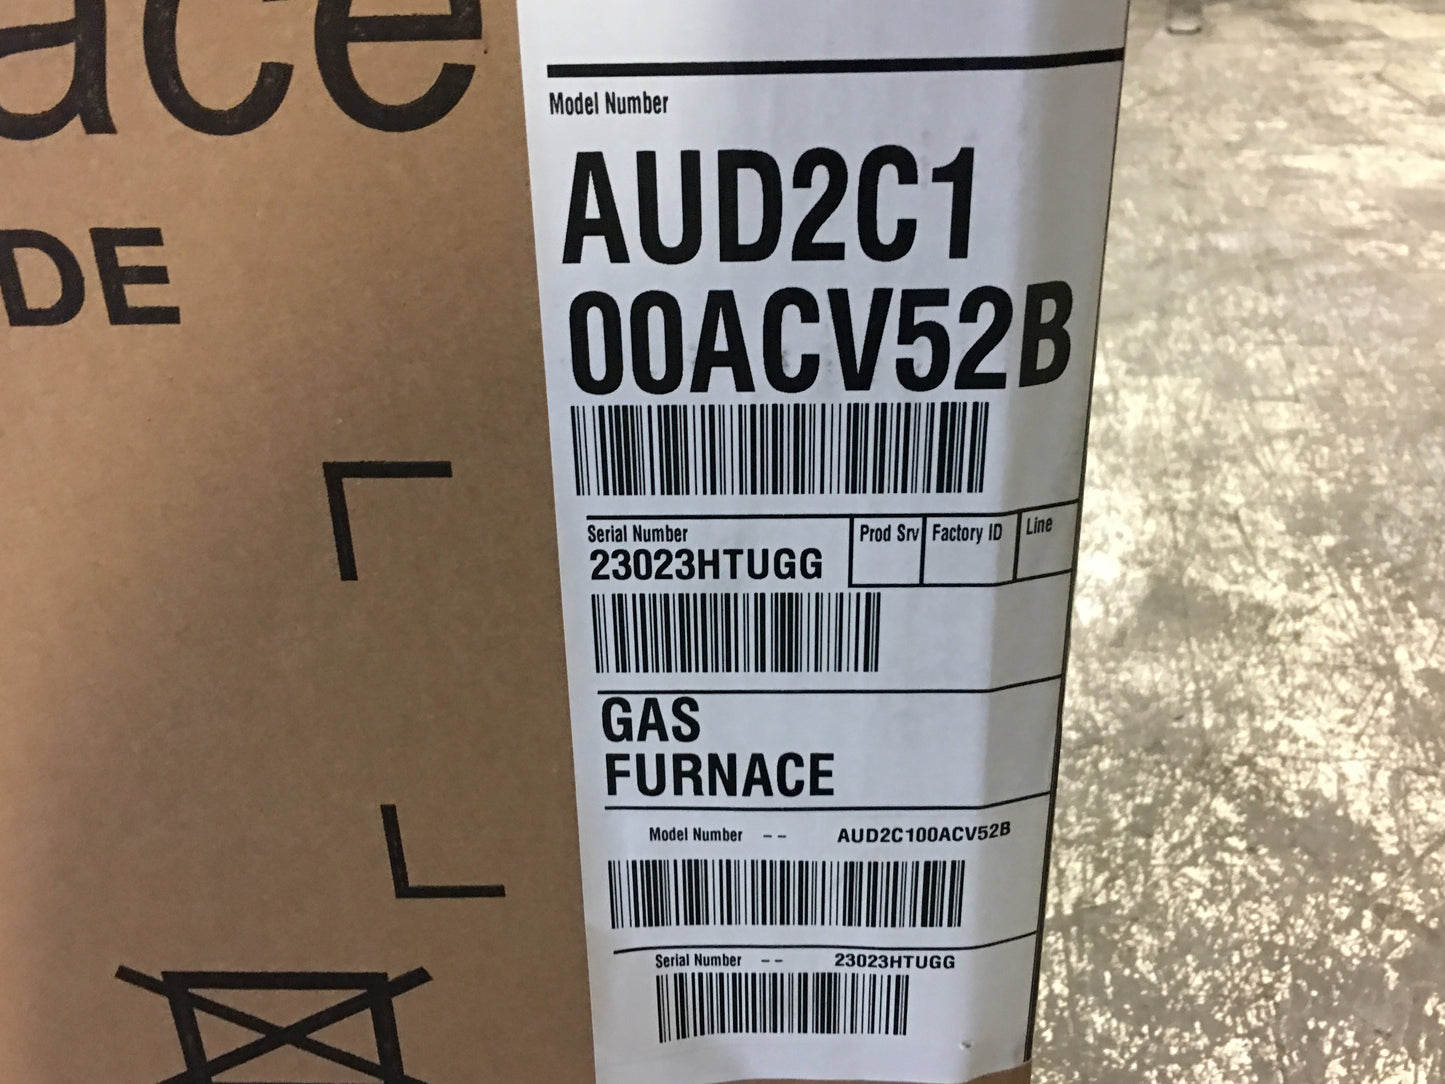 ace
DE
Model Number
AUD2C1
00ACV52B
Serial Number
23023HTUGG
Prod Srv
Factory ID
Line
GAS
FURNACE
Model Number -- AUD2C100ACV52B
Serial Number -- 23023HTUGG